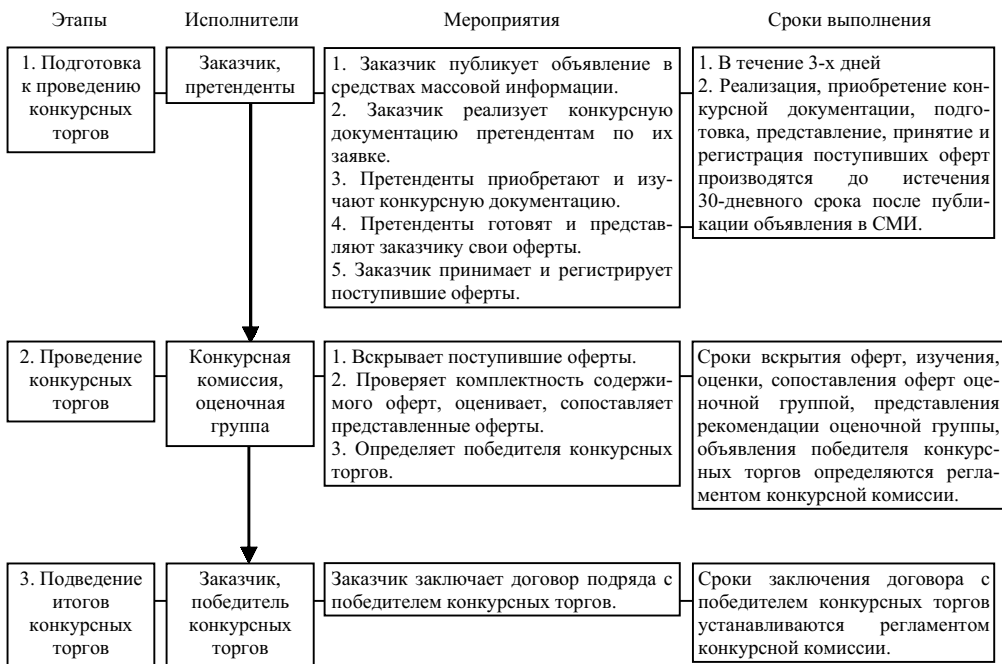 Этапы
Исполнители
Мероприятия
Сроки выполнения
1. Подготовка
к проведению
конкурсных
торгов
Заказчик,
претенденты
1. Заказчик публикует объявление в
средствах массовой информации.
2. Заказчик реализует конкурсную
документацию претендентам по их
заявке.
3. Претенденты приобретают и изу-
чают конкурсную документацию.
4. Претенденты готовят и представ-
ляют заказчику свои оферты.
5. Заказчик принимает и регистрирует
поступившие оферты.
1. В течение 3-х дней
2. Реализация, приобретение кон-
курсной документации, подго-
товка, представление, принятие и
регистрация поступивших оферт
производятся до истечения
30-дневного срока после публи-
кации объявления в СМИ.
2. Проведение
конкурсных
торгов
Конкурсная
комиссия,
оценочная
группа
1. Вскрывает поступившие оферты.
2. Проверяет комплектность содержи-
мого оферт, оценивает, сопоставляет
представленные оферты.
3. Определяет победителя конкурсных
торгов.
Сроки вскрытия оферт, изучения,
оценки, сопоставления оферт оце-
ночной группой, представления
рекомендации оценочной группы,
объявления победителя конкурс-
ных торгов определяются регла-
ментом конкурсной комиссии.
3. Подведение
итогов
конкурсных
торгов
Заказчик,
победитель
конкурсных
торгов
Заказчик заключает договор подряда с
победителем конкурсных торгов.
Сроки заключения договора с
победителем конкурсных торгов
устанавливаются регламентом
конкурсной комиссии.